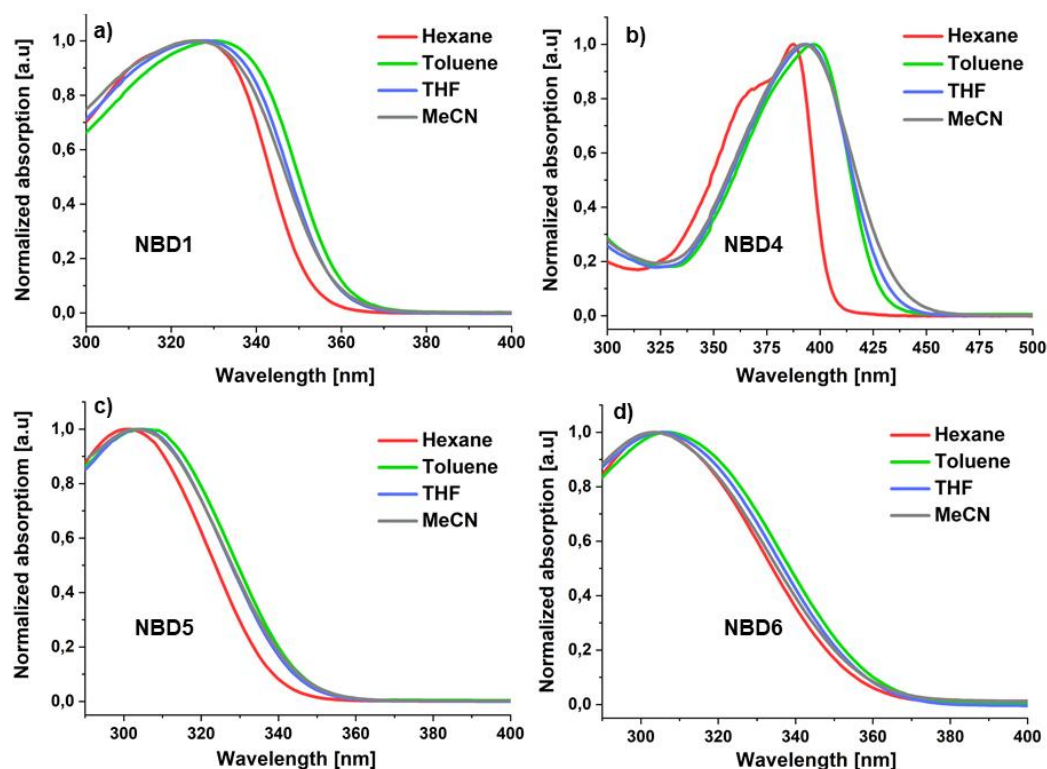 a)
Normalized absorption [a.u]
1,0
0,8
0,6
0,4
0,2
0,0
Hexane
Toluene
THF
MeCN
NBD1
300 320 340 360 380 400
Wavelength [nm]
b)
Normalized absorption [a.u]
1,0
0,8
0,6
0,4
0,2
0,0
Hexane
Toluene
THF
MeCN
NBD4
300 325 350 375 400 425 450 475 500
Wavelength [nm]
c)
Normalized absorption [a.u]
1,0
0,8
0,6
0,4
0,2
0,0
Hexane
Toluene
THF
MeCN
NBD5
300 320 340 360 380 400
Wavelength [nm]
d)
Normalized absorption [a.u]
1,0
0,8
0,6
0,4
0,2
0,0
Hexane
Toluene
THF
MeCN
NBD6
300 320 340 360 380 400
Wavelength [nm]